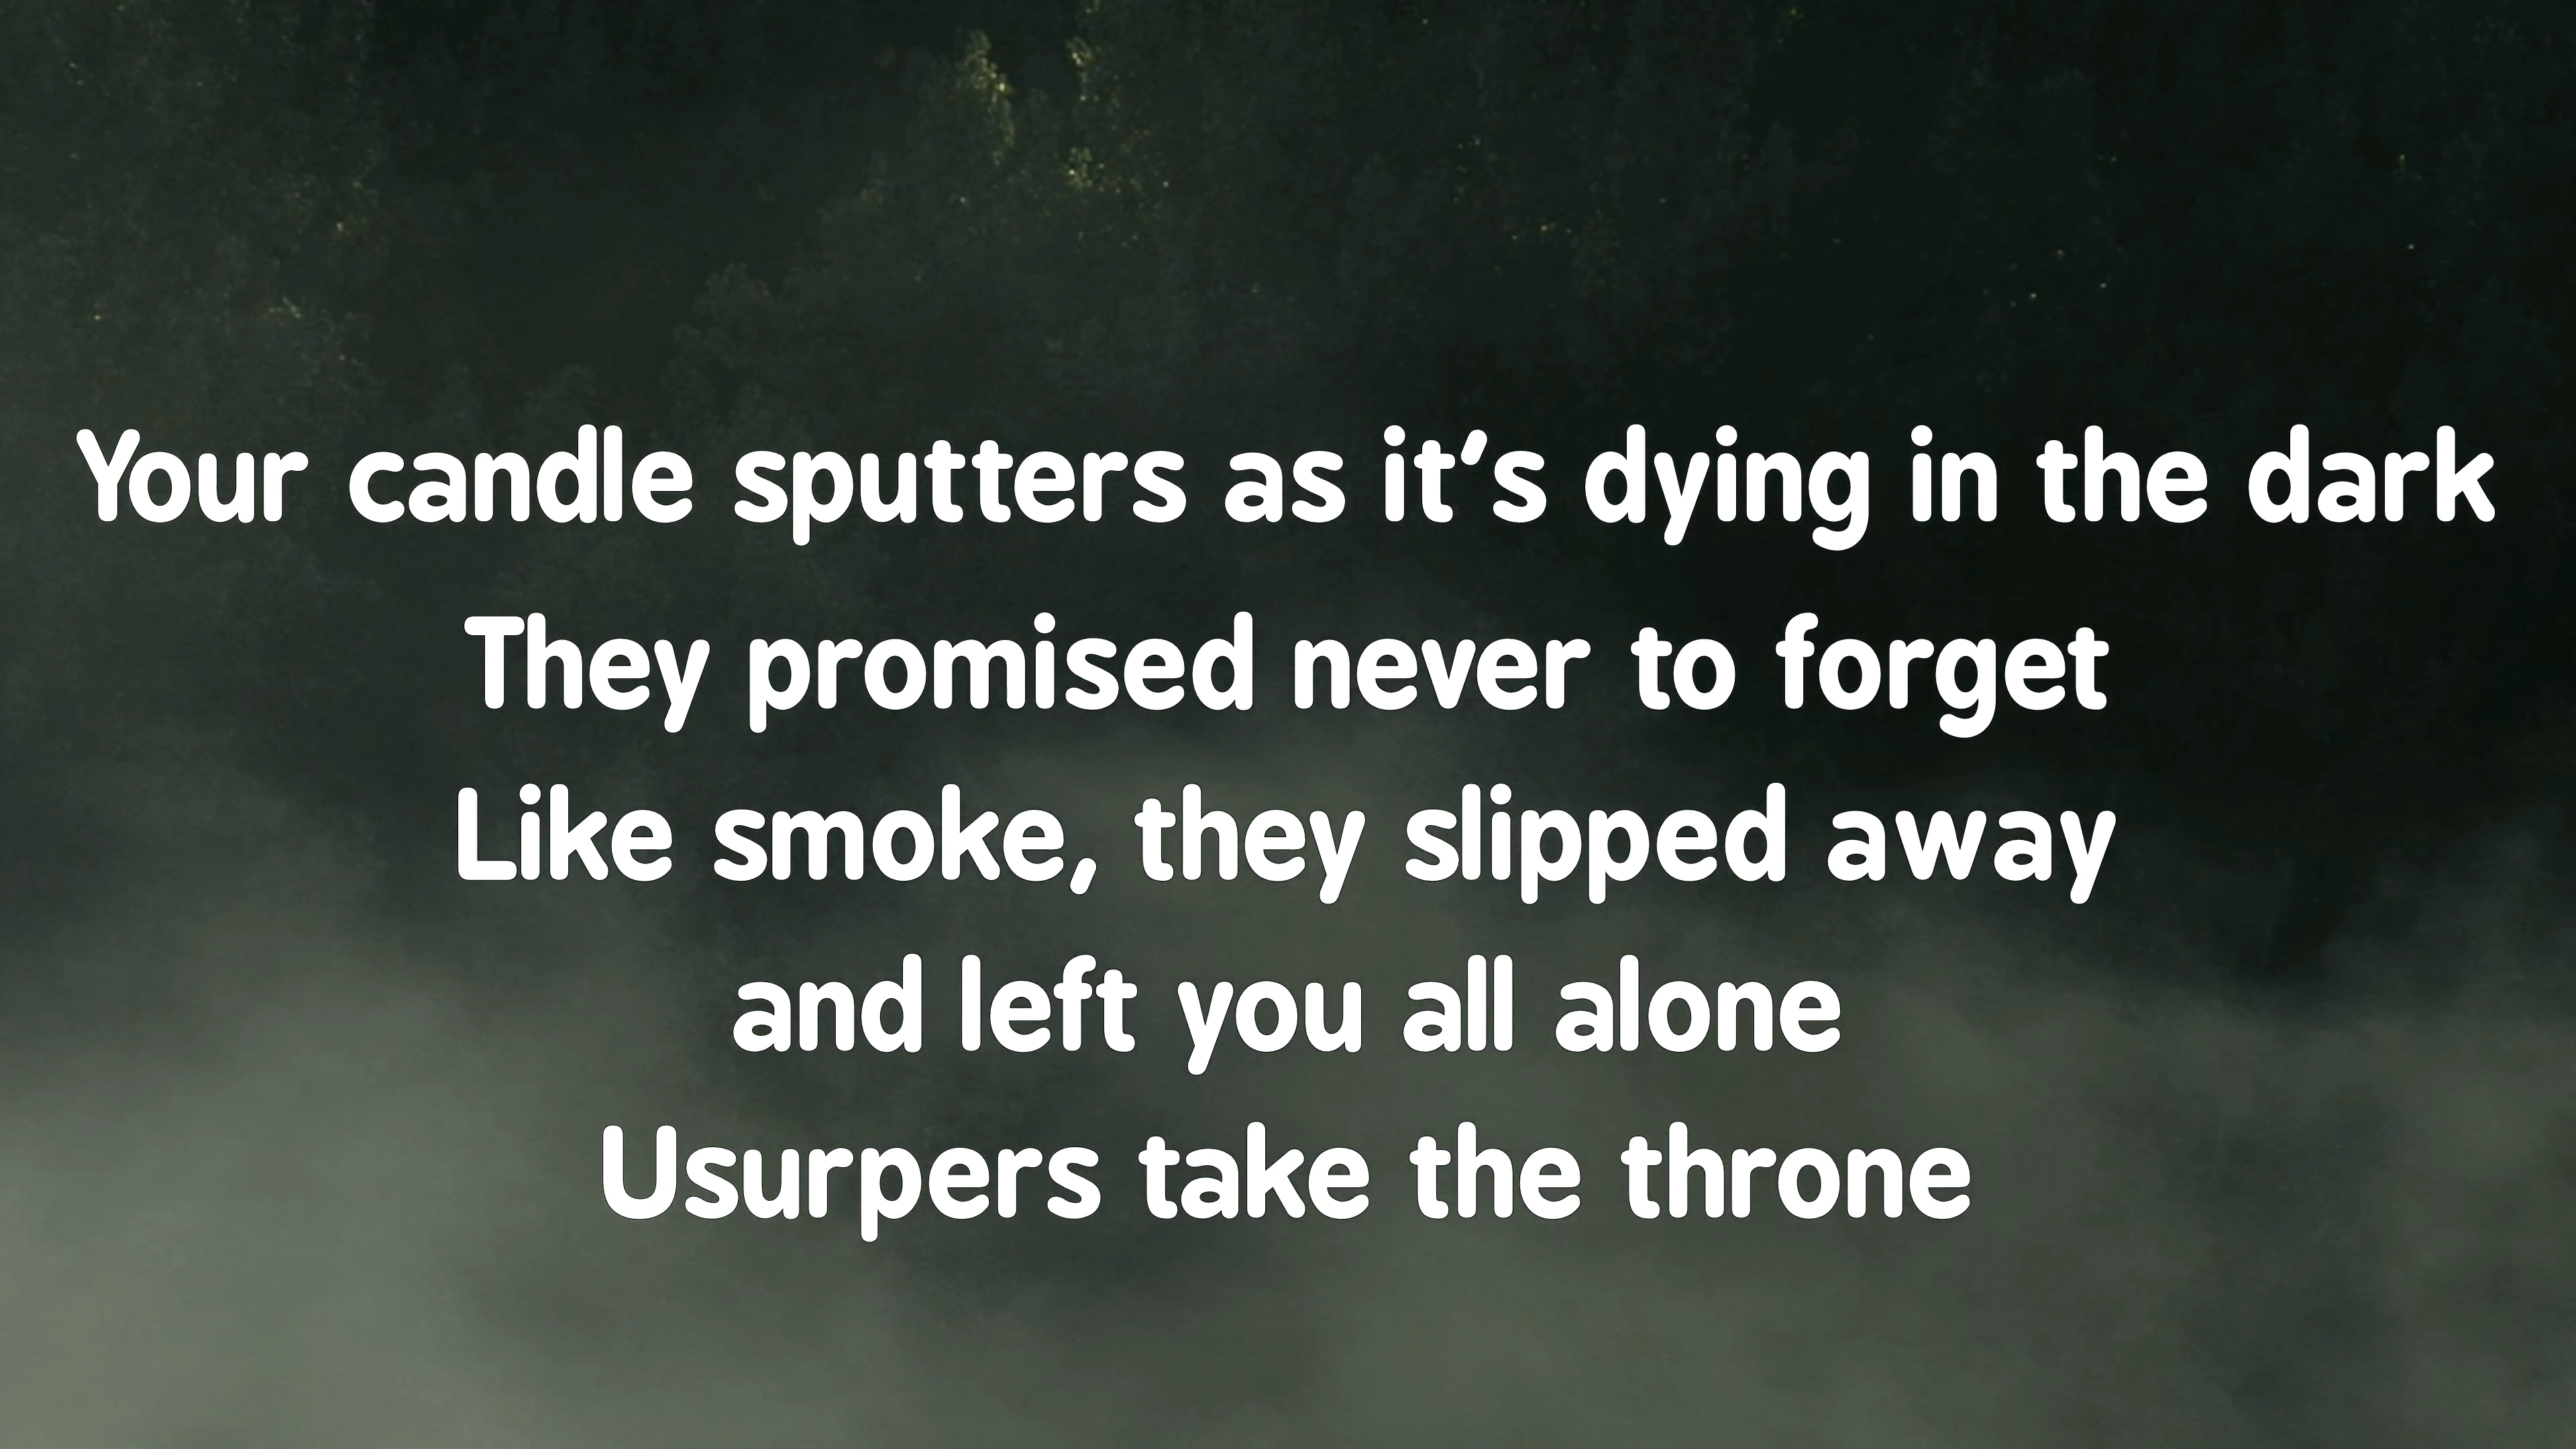 Your candle sputters as it's dying in the dark
They promised never to forget
Like smoke, they slipped away
and left you all alone
Usurpers take the throne